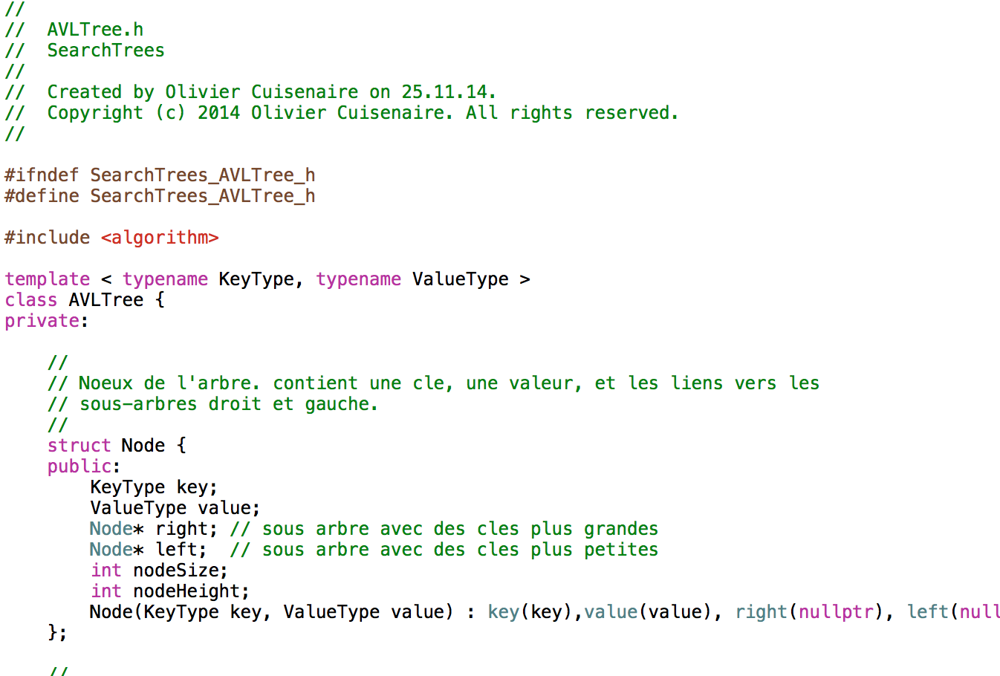 //
//  AVLTree.h
//  SearchTrees
//
//  Created by Olivier Cuisenaire on 25.11.14.
//  Copyright (c) 2014 Olivier Cuisenaire. All rights reserved.
//
#ifndef SearchTrees_AVLTree_h
#define SearchTrees_AVLTree_h
#include <algorithm>
template < typename KeyType, typename ValueType >
class AVLTree {
private:
    //
    // Noeux de l'arbre. contient une cle, une valeur, et les liens vers les
    // sous-arbres droit et gauche.
    //
    struct Node {
    public:
        KeyType key;
        ValueType value;
        Node* right; // sous arbre avec des cles plus grandes
        Node* left;  // sous arbre avec des cles plus petites
        int nodeSize;
        int nodeHeight;
        Node(KeyType key, ValueType value) : key(key),value(value), right(nullptr), left(null
    };
    //